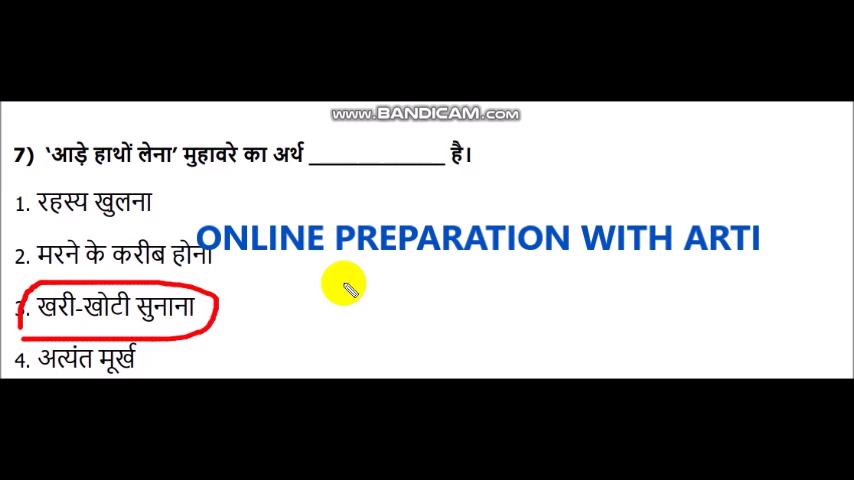 www.BANDICAM.com
7) ‘आड़े हाथों लेना’ मुहावरे का अर्थ ______________ है।
1. रहस्य खुलना
ONLINE PREPARATION WITH ARTI
2. मरने के करीब होना
3. खरी-खोटी सुनाना
4. अत्यंत मूर्ख